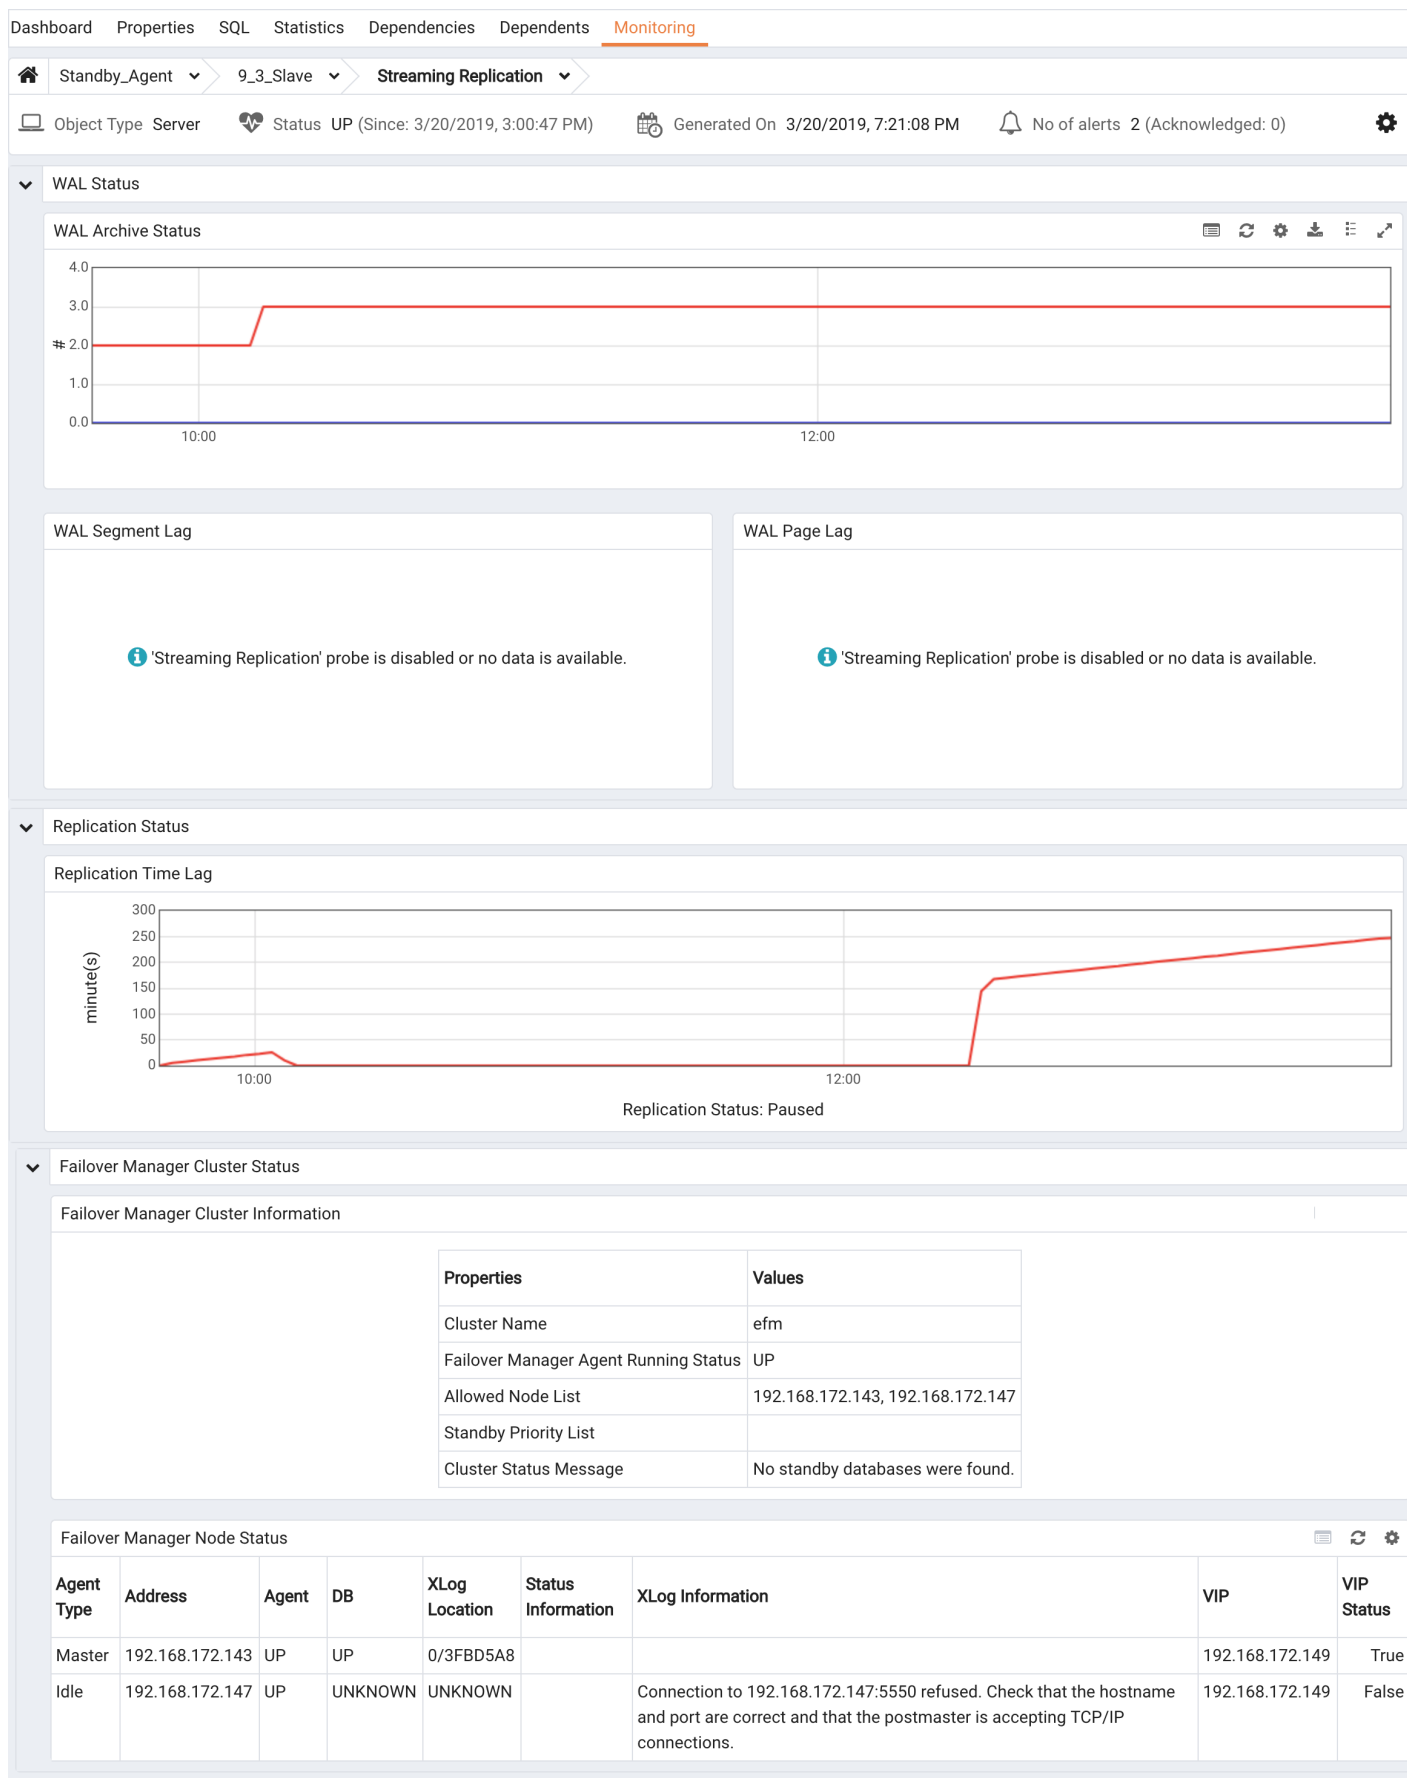 Dashboard Properties SQL Statistics Dependencies Dependents Monitoring
Standby_Agent 9_3_Slave Streaming Replication
Object Type Server Status UP (Since: 3/20/2019, 3:00:47 PM) Generated On 3/20/2019, 7:21:08 PM No of alerts 2 (Acknowledged: 0)
WAL Status
WAL Archive Status
4.0
3.0
# 2.0
1.0
0.0
10:00 12:00
WAL Segment Lag
'Streaming Replication' probe is disabled or no data is available.
WAL Page Lag
'Streaming Replication' probe is disabled or no data is available.
Replication Status
Replication Time Lag
minute(s)
300
250
200
150
100
50
0
10:00 12:00
Replication Status: Paused
Failover Manager Cluster Status
Failover Manager Cluster Information
Properties Values
Cluster Name efm
Failover Manager Agent Running Status UP
Allowed Node List 192.168.172.143, 192.168.172.147
Standby Priority List
Cluster Status Message No standby databases were found.
Failover Manager Node Status
Agent Type Address Agent DB XLog Location Status Information XLog Information VIP VIP Status
Master 192.168.172.143 UP UP 0/3FBD5A8 192.168.172.149 True
Idle 192.168.172.147 UP UNKNOWN UNKNOWN Connection to 192.168.172.147:5550 refused. Check that the hostname 192.168.172.149 False
and port are correct and that the postmaster is accepting TCP/IP
connections.